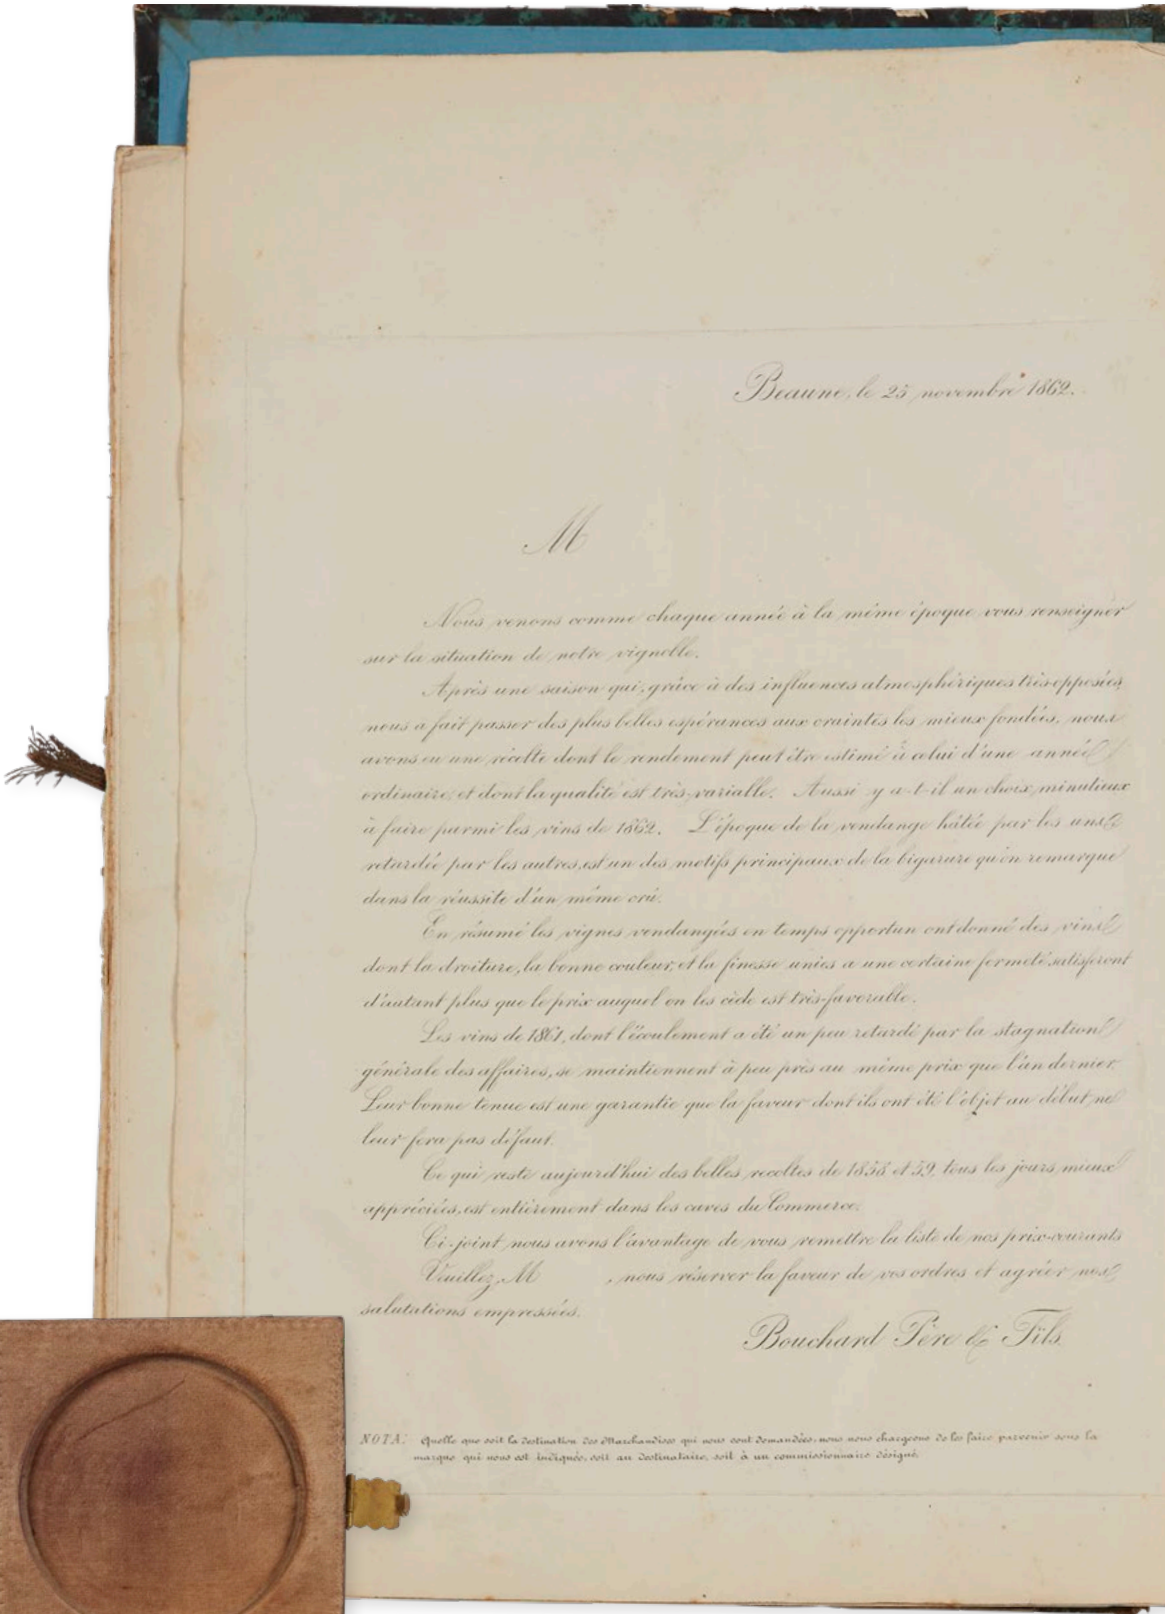 Beaune, le 25 novembre 1862.
M
Nous venons comme chaque année à la même époque vous renseigner
sur la situation de notre vignoble.
Après une saison qui, grâce à des influences atmosphériques très-opposées,
nous a fait passer des plus belles espérances aux craintes les mieux fondées, nous
avons eu une récolte dont le rendement peut être estimé à celui d'une année
ordinaire, et dont la qualité est très-variable. Aussi y a-t-il un choix minutieux
à faire parmi les vins de 1862. L'époque de la vendange hâtée par les uns
retardée par les autres, est un des motifs principaux de la bigarure qu'on remarque
dans la réussite d'un même crû.
En résumé les vignes vendangées en temps opportun ont donné des vins
dont la droiture, la bonne couleur, et la finesse unies a une certaine fermeté, satisferont
d'autant plus que le prix auquel on les cède est très-favorable.
Les vins de 1861, dont l'écoulement a été un peu retardé par la stagnation
générale des affaires, se maintiennent à peu près au même prix que l'an dernier.
Leur bonne tenue est une garantie que la faveur dont ils ont été l'objet au début, ne
leur fera pas défaut.
Ce qui reste aujourd'hui des belles recoltes de 1858 et 59, tous les jours mieux
appréciées, est entièrement dans les caves du Commerce.
Ci-joint, nous avons l'avantage de vous remettre la liste de nos prix-courants
Veuillez, M , nous réserver la faveur de vos ordres et agréer nos
salutations empressées.
Bouchard Père & Fils.
NOTA. Quelle que soit la destination des Marchandises qui nous sont demandées, nous nous chargeons de les faire parvenir sous la
marque qui nous est indiquée, soit au destinataire, soit à un commissionnaire désigné.